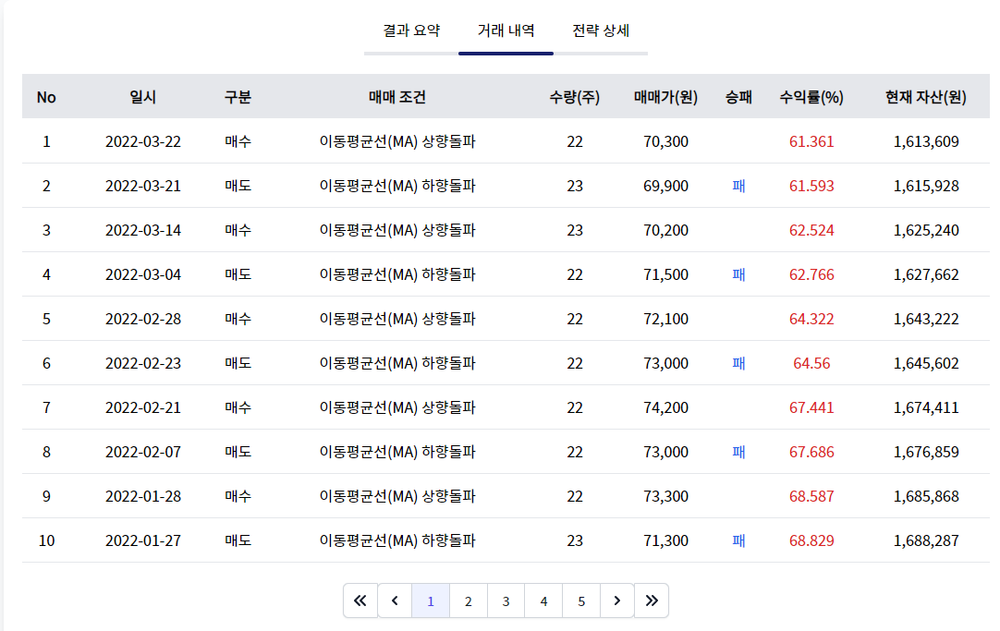 결과 요약 거래 내역 전략 상세
No 일시 구분 매매 조건 수량(주) 매매가(원) 승패 수익률(%) 현재 자산(원)
1 2022-03-22 매수 이동평균선(MA) 상향돌파 22 70,300 61.361 1,613,609
2 2022-03-21 매도 이동평균선(MA) 하향돌파 23 69,900 패 61.593 1,615,928
3 2022-03-14 매수 이동평균선(MA) 상향돌파 23 70,200 62.524 1,625,240
4 2022-03-04 매도 이동평균선(MA) 하향돌파 22 71,500 패 62.766 1,627,662
5 2022-02-28 매수 이동평균선(MA) 상향돌파 22 72,100 64.322 1,643,222
6 2022-02-23 매도 이동평균선(MA) 하향돌파 22 73,000 패 64.56 1,645,602
7 2022-02-21 매수 이동평균선(MA) 상향돌파 22 74,200 67.441 1,674,411
8 2022-02-07 매도 이동평균선(MA) 하향돌파 22 73,000 패 67.686 1,676,859
9 2022-01-28 매수 이동평균선(MA) 상향돌파 22 73,300 68.587 1,685,868
10 2022-01-27 매도 이동평균선(MA) 하향돌파 23 71,300 패 68.829 1,688,287
1 2 3 4 5